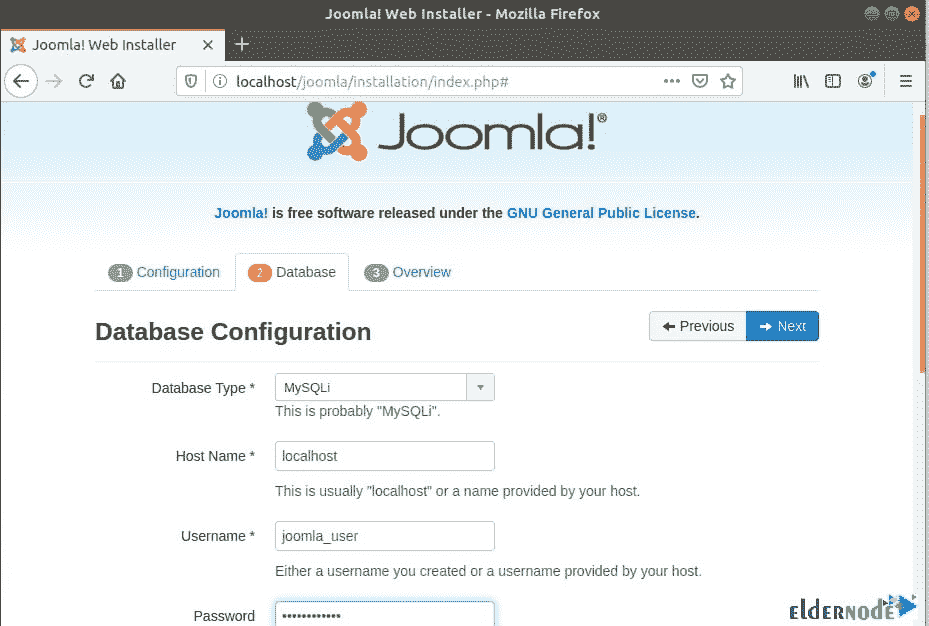 Joomla! Web Installer - Mozilla Firefox
Joomla! Web Installer
localhost/joomla/installation/index.php#
Joomla!®
Joomla! is free software released under the GNU General Public License.
1 Configuration
2 Database
3 Overview
Database Configuration
Previous
Next
Database Type *
MySQLi
This is probably "MySQLi".
Host Name *
localhost
This is usually "localhost" or a name provided by your host.
Username *
joomla_user
Either a username you created or a username provided by your host.
Password
••••••••••••
ELDERNODE